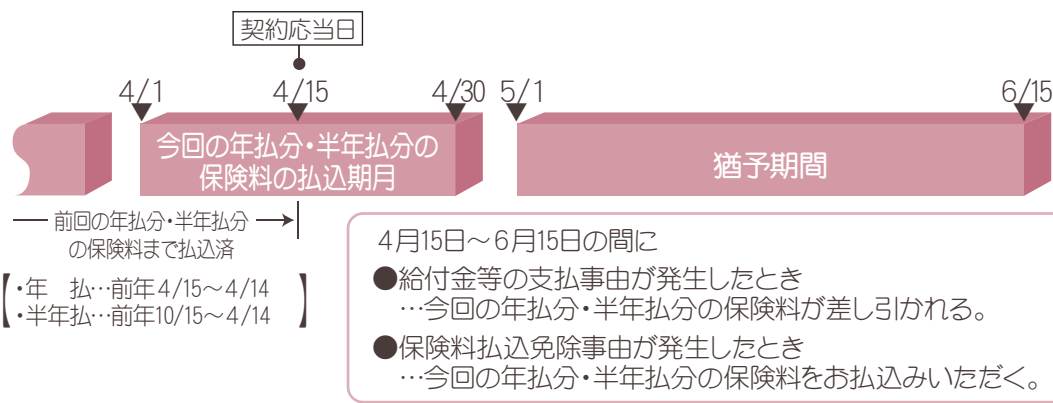 契約応当日
4/1 4/15 4/30 5/1 6/15
今回の年払分・半年払分の
保険料の払込期月
猶予期間
前回の年払分・半年払分
の保険料まで払込済
【・年　払…前年4/15～4/14
・半年払…前年10/15～4/14】
4月15日～6月15日の間に
●給付金等の支払事由が発生したとき
…今回の年払分・半年払分の保険料が差し引かれる。
●保険料払込免除事由が発生したとき
…今回の年払分・半年払分の保険料をお払込みいただく。